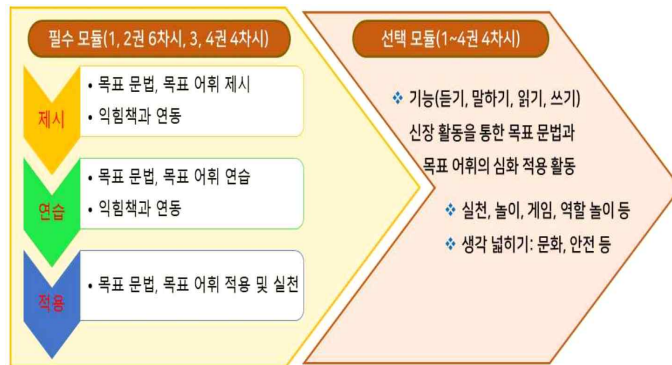 필수 모듈(1, 2권 6차시, 3, 4권 4차시)
제시
• 목표 문법, 목표 어휘 제시
• 익힘책과 연동
연습
• 목표 문법, 목표 어휘 연습
• 익힘책과 연동
적용
• 목표 문법, 목표 어휘 적용 및 실천
선택 모듈(1~4권 4차시)
❖ 기능(듣기, 말하기, 읽기, 쓰기)
신장 활동을 통한 목표 문법과
목표 어휘의 심화 적용 활동
❖ 실천, 놀이, 게임, 역할 놀이 등
❖ 생각 넓히기: 문화, 안전 등